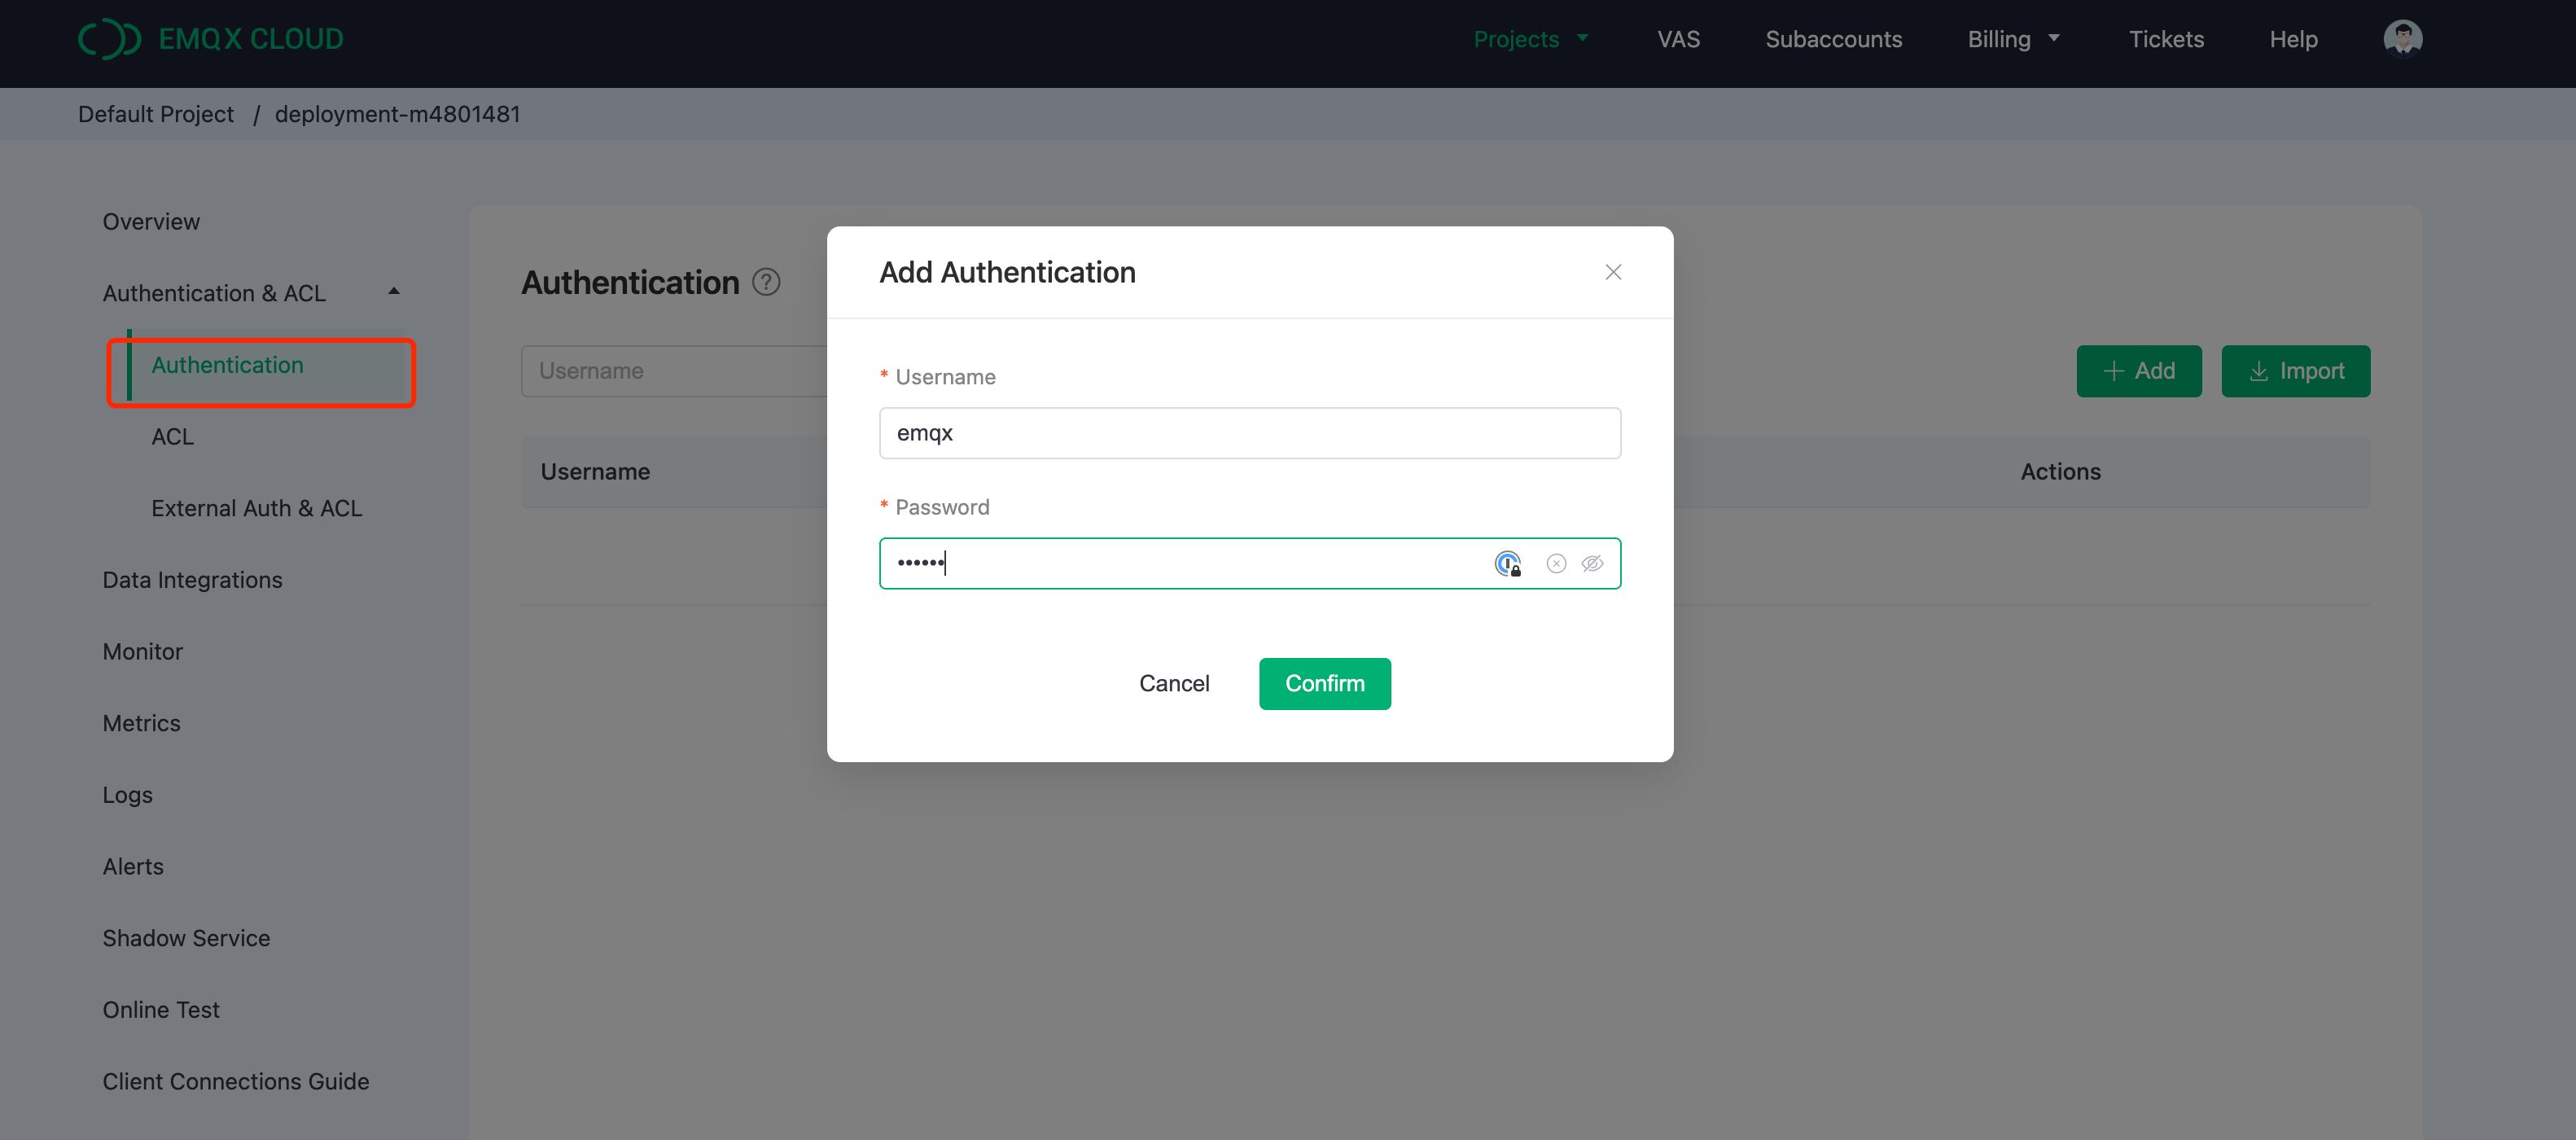 EMQX CLOUD
Projects VAS Subaccounts Billing Tickets Help
Default Project / deployment-m4801481
Overview
Authentication & ACL
Authentication
ACL
External Auth & ACL
Data Integrations
Monitor
Metrics
Logs
Alerts
Shadow Service
Online Test
Client Connections Guide
Authentication ?
Username
Add Import
Username Actions
Add Authentication
* Username
emqx
* Password
••••••
Cancel Confirm